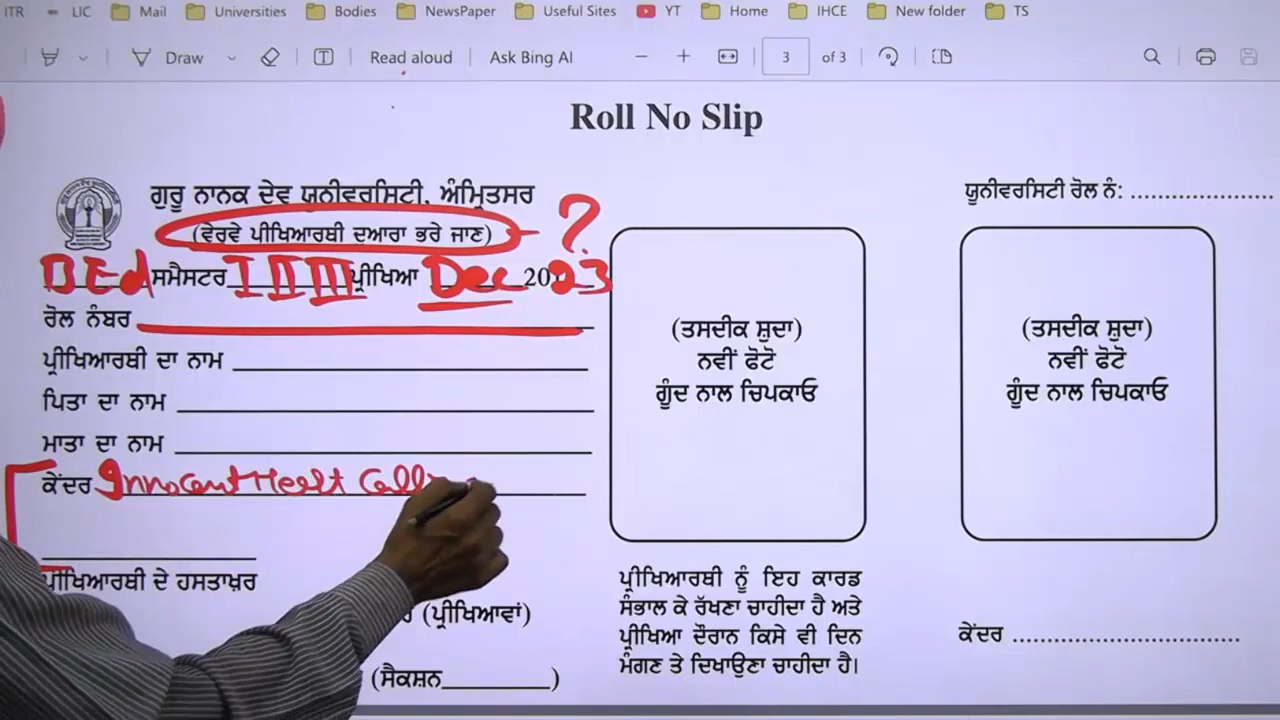 ITR LIC Mail Universities Bodies NewsPaper Useful Sites YT Home IHCE New folder TS
Draw Read aloud Ask Bing AI 3 of 3
Roll No Slip
ਗੁਰੂ ਨਾਨਕ ਦੇਵ ਯੂਨੀਵਰਸਿਟੀ, ਅੰਮ੍ਰਿਤਸਰ
(ਵੇਰਵੇ ਪੀਖਿਆਰਥੀ ਦਆਰਾ ਭਰੇ ਜਾਣ) - ?
BEd ਸਮੈਸਟਰ I II III ਪ੍ਰੀਖਿਆ Dec 2023
ਰੋਲ ਨੰਬਰ
ਪ੍ਰੀਖਿਆਰਥੀ ਦਾ ਨਾਮ
ਪਿਤਾ ਦਾ ਨਾਮ
ਮਾਤਾ ਦਾ ਨਾਮ
ਕੇਂਦਰ Innocent Heart
ਪ੍ਰੀਖਿਆਰਥੀ ਦੇ ਹਸਤਾਖ਼ਰ
(ਪ੍ਰੀਖਿਆਵਾਂ)
(ਸੈਕਸ਼ਨ________)
(ਤਸਦੀਕ ਸ਼ੁਦਾ)
ਨਵੀਂ ਫੋਟੋ
ਗੂੰਦ ਨਾਲ ਚਿਪਕਾਓ
ਪ੍ਰੀਖਿਆਰਥੀ ਨੂੰ ਇਹ ਕਾਰਡ
ਸੰਭਾਲ ਕੇ ਰੱਖਣਾ ਚਾਹੀਦਾ ਹੈ ਅਤੇ
ਪ੍ਰੀਖਿਆ ਦੌਰਾਨ ਕਿਸੇ ਵੀ ਦਿਨ
ਮੰਗਣ ਤੇ ਦਿਖਾਉਣਾ ਚਾਹੀਦਾ ਹੈ।
ਯੂਨੀਵਰਸਿਟੀ ਰੋਲ ਨੰ: ......................
(ਤਸਦੀਕ ਸ਼ੁਦਾ)
ਨਵੀਂ ਫੋਟੋ
ਗੂੰਦ ਨਾਲ ਚਿਪਕਾਓ
ਕੇਂਦਰ ..................................